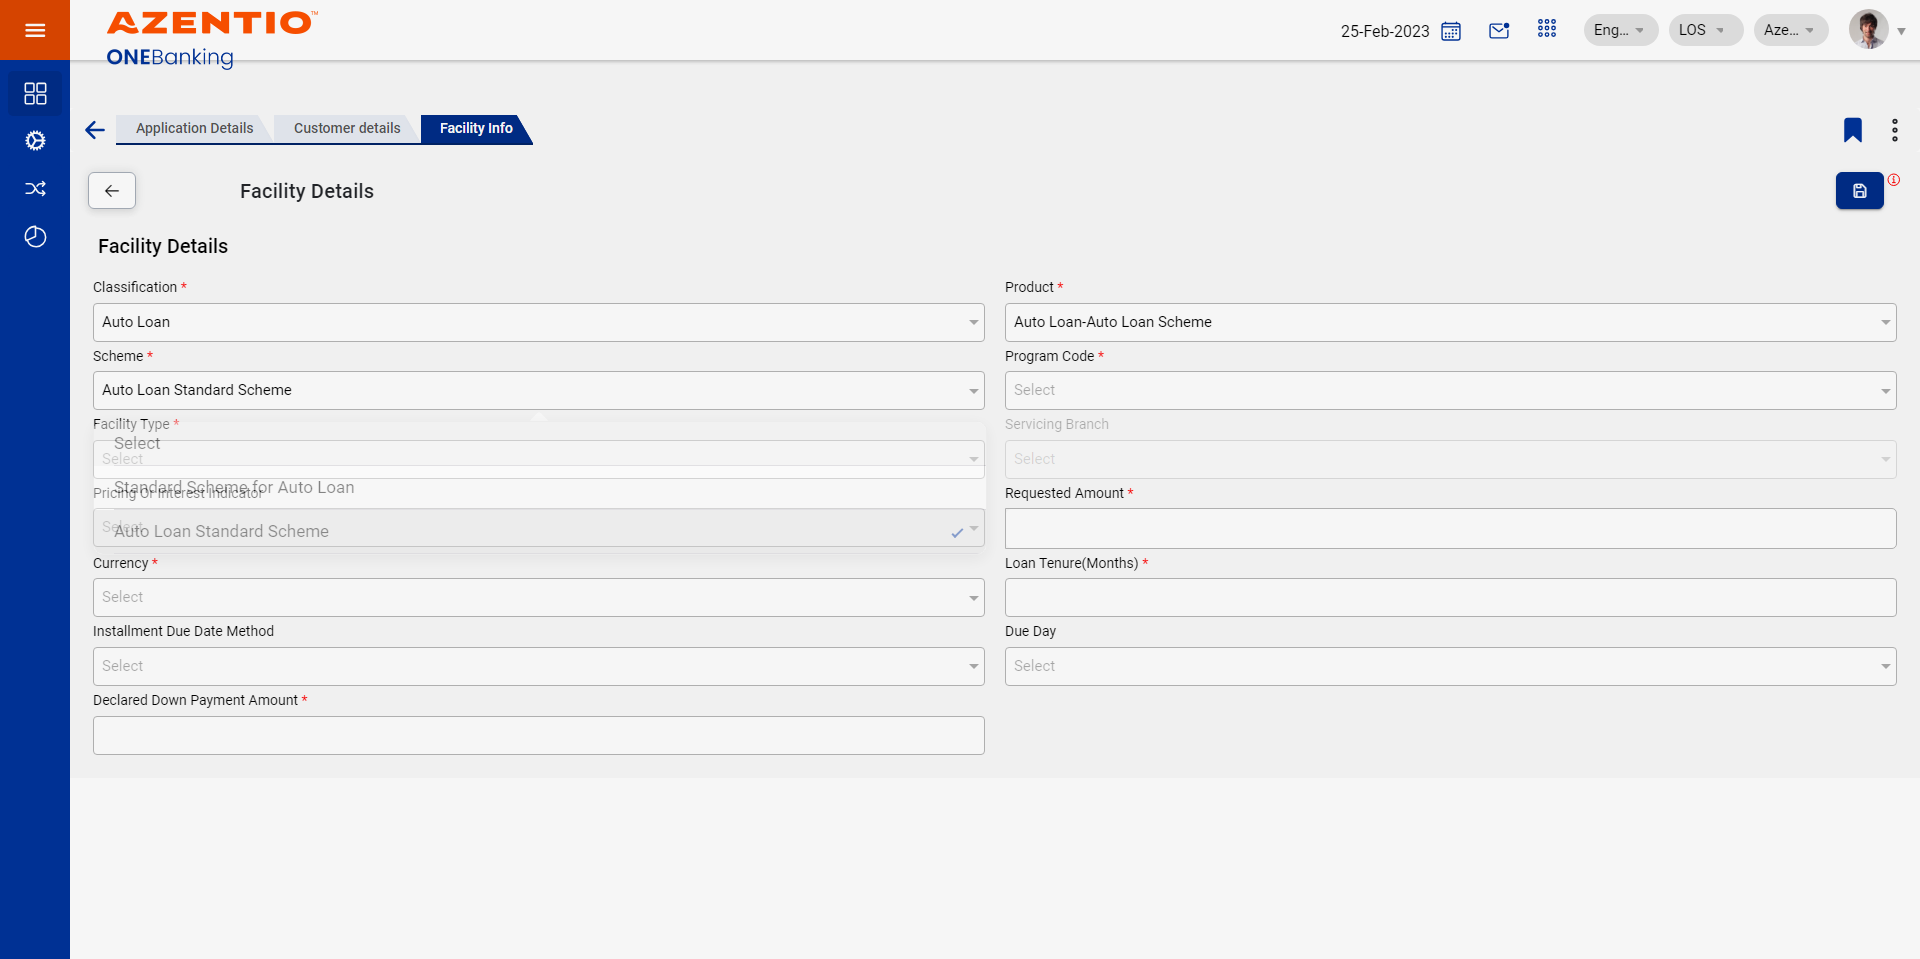 AZENTIO™
ONEBanking
25-Feb-2023
Eng...
LOS
Aze...
Application Details
Customer details
Facility Info
Facility Details
Facility Details
Classification *
Product *
Auto Loan
Auto Loan-Auto Loan Scheme
Scheme *
Program Code *
Auto Loan Standard Scheme
Select
Facility Type *
Servicing Branch
Select
Select
Select
Standard Scheme for Auto Loan
Pricing Or Interest Indicator
Requested Amount *
Select
Auto Loan Standard Scheme
Currency *
Loan Tenure(Months) *
Select
Installment Due Date Method
Due Day
Select
Select
Declared Down Payment Amount *